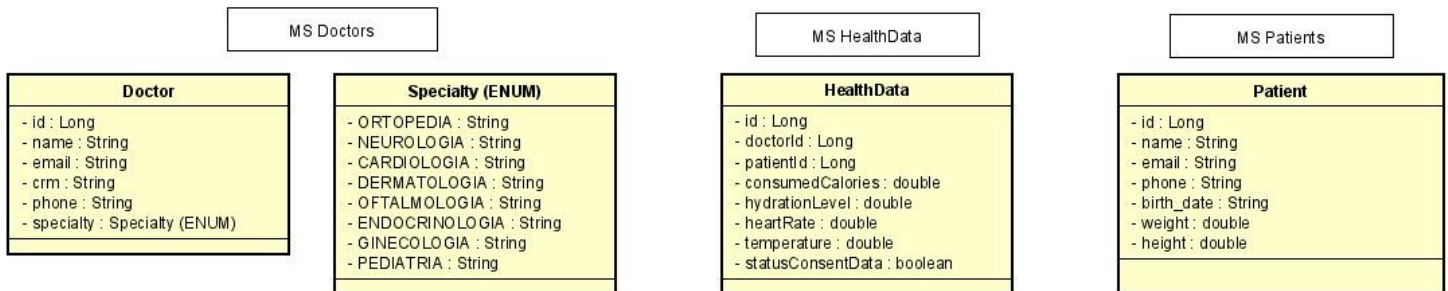 MS Doctors
Doctor
- id : Long
- name : String
- email : String
- crm : String
- phone : String
- specialty : Specialty (ENUM)
Specialty (ENUM)
- ORTOPEDIA : String
- NEUROLOGIA : String
- CARDIOLOGIA : String
- DERMATOLOGIA : String
- OFTALMOLOGIA : String
- ENDOCRINOLOGIA : String
- GINECOLOGIA : String
- PEDIATRIA : String
MS HealthData
HealthData
- id : Long
- doctorId : Long
- patientId : Long
- consumedCalories : double
- hydrationLevel : double
- heartRate : double
- temperature : double
- statusConsentData : boolean
MS Patients
Patient
- id : Long
- name : String
- email : String
- phone : String
- birth_date : String
- weight : double
- height : double